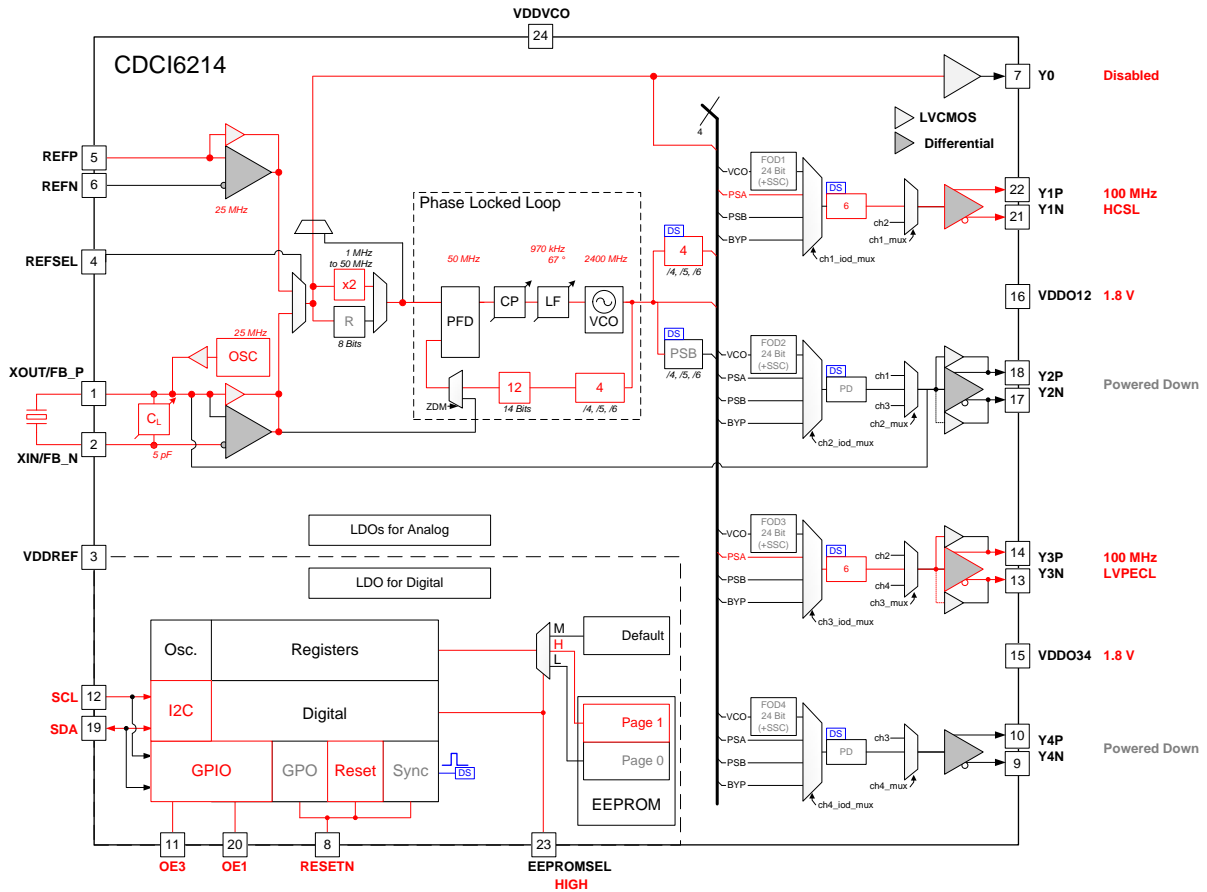 VDDVCO
24
CDCI6214
7
Y0
Disabled
4
LVCMOS
Differential
REFP
5
REFN
6
25 MHz
REFSEL
4
1 MHz
to 50 MHz
x2
R
8 Bits
Phase Locked Loop
50 MHz
970 kHz
67 °
2400 MHz
PFD
CP
LF
VCO
12
14 Bits
4
/4, /5, /6
ZDM
DS
4
/4, /5, /6
DS
PSB
/4, /5, /6
25 MHz
OSC
XOUT/FB_P
1
CL
5 pF
2
XIN/FB_N
VCO
PSA
PSB
BYP
FOD1
24 Bit
(+SSC)
DS
6
ch1_iod_mux
ch2
ch1_mux
22
Y1P
21
Y1N
100 MHz
HCSL
16
VDDO12
1.8 V
VCO
PSA
PSB
BYP
FOD2
24 Bit
(+SSC)
DS
PD
ch2_iod_mux
ch1
ch3
ch2_mux
18
Y2P
17
Y2N
Powered Down
VCO
PSA
PSB
BYP
FOD3
24 Bit
(+SSC)
DS
6
ch3_iod_mux
ch2
ch4
ch3_mux
14
Y3P
13
Y3N
100 MHz
LVPECL
15
VDDO34
1.8 V
VCO
PSA
PSB
BYP
FOD4
24 Bit
(+SSC)
DS
PD
ch4_iod_mux
ch3
ch4_mux
10
Y4P
9
Y4N
Powered Down
LDOs for Analog
VDDREF
3
LDO for Digital
Osc.
Registers
I2C
Digital
GPIO
GPO
Reset
Sync
DS
M
H
L
Default
Page 1
Page 0
EEPROM
SCL
12
SDA
19
11
OE3
20
OE1
8
RESETN
23
EEPROMSEL
HIGH